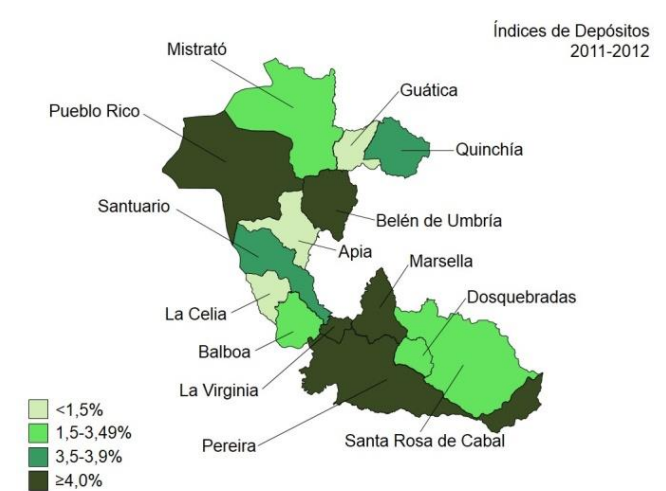 Índices de Depósitos
2011-2012
Mistrató
Guática
Pueblo Rico
Quinchía
Santuario
Belén de Umbría
Apia
Marsella
Dosquebradas
La Celia
Balboa
La Virginia
Pereira
Santa Rosa de Cabal
<1,5%
1,5-3,49%
3,5-3,9%
≥4,0%